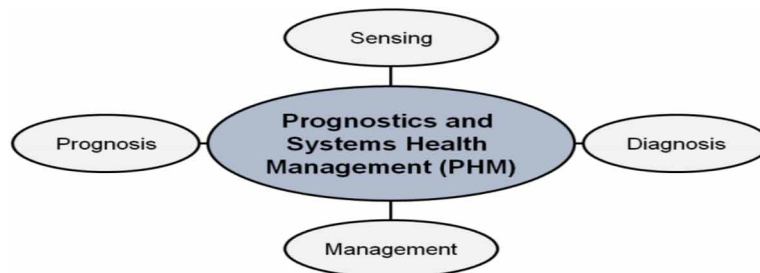 Sensing
Prognosis
Prognostics and
Systems Health
Management (PHM)
Diagnosis
Management